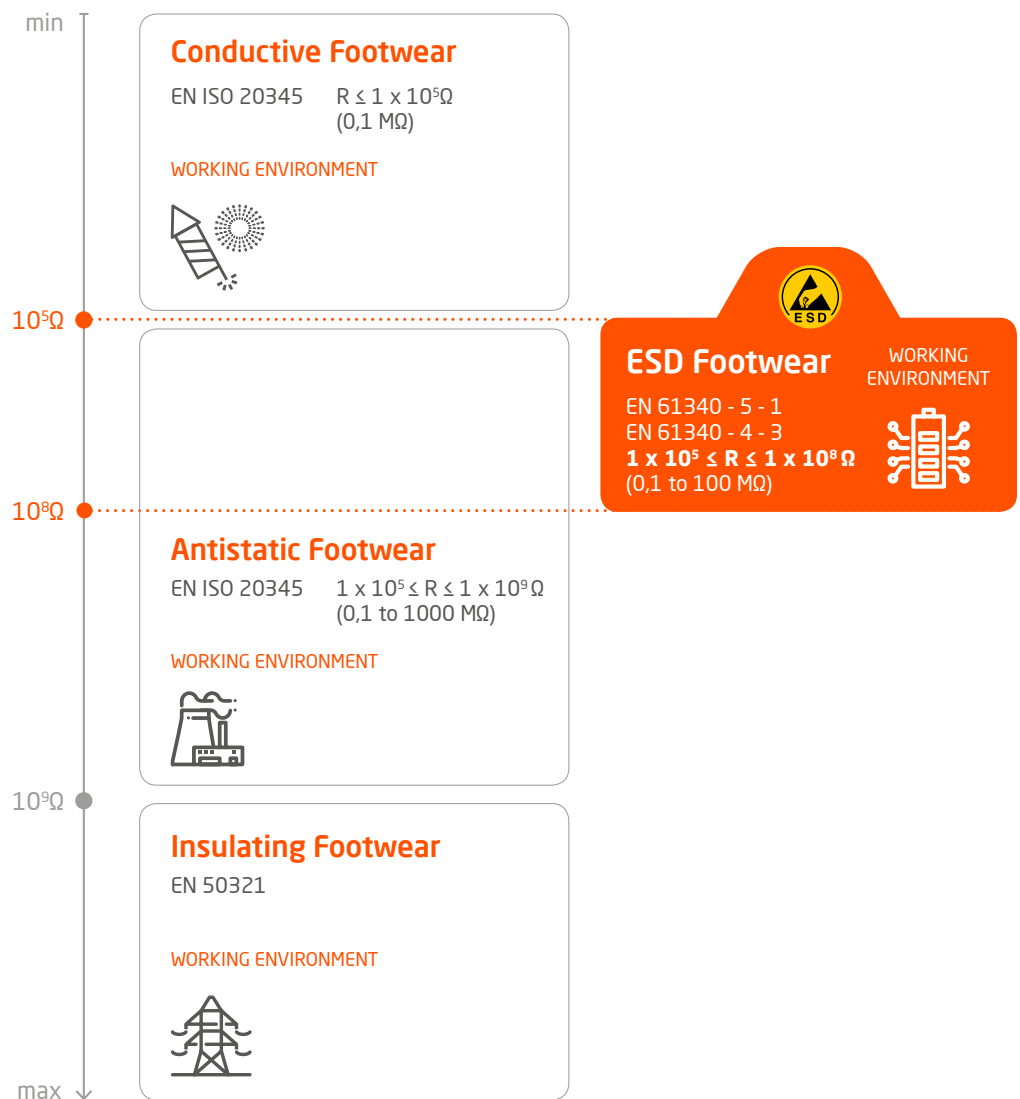 min
Conductive Footwear
EN ISO 20345 R ≤ 1 x 10⁵Ω
(0,1 MΩ)
WORKING ENVIRONMENT
10⁵Ω
ESD
ESD Footwear
WORKING
ENVIRONMENT
EN 61340 - 5 - 1
EN 61340 - 4 - 3
1 x 10⁵ ≤ R ≤ 1 x 10⁸ Ω
(0,1 to 100 MΩ)
10⁸Ω
Antistatic Footwear
EN ISO 20345 1 x 10⁵ ≤ R ≤ 1 x 10⁹ Ω
(0,1 to 1000 MΩ)
WORKING ENVIRONMENT
10⁹Ω
Insulating Footwear
EN 50321
WORKING ENVIRONMENT
max